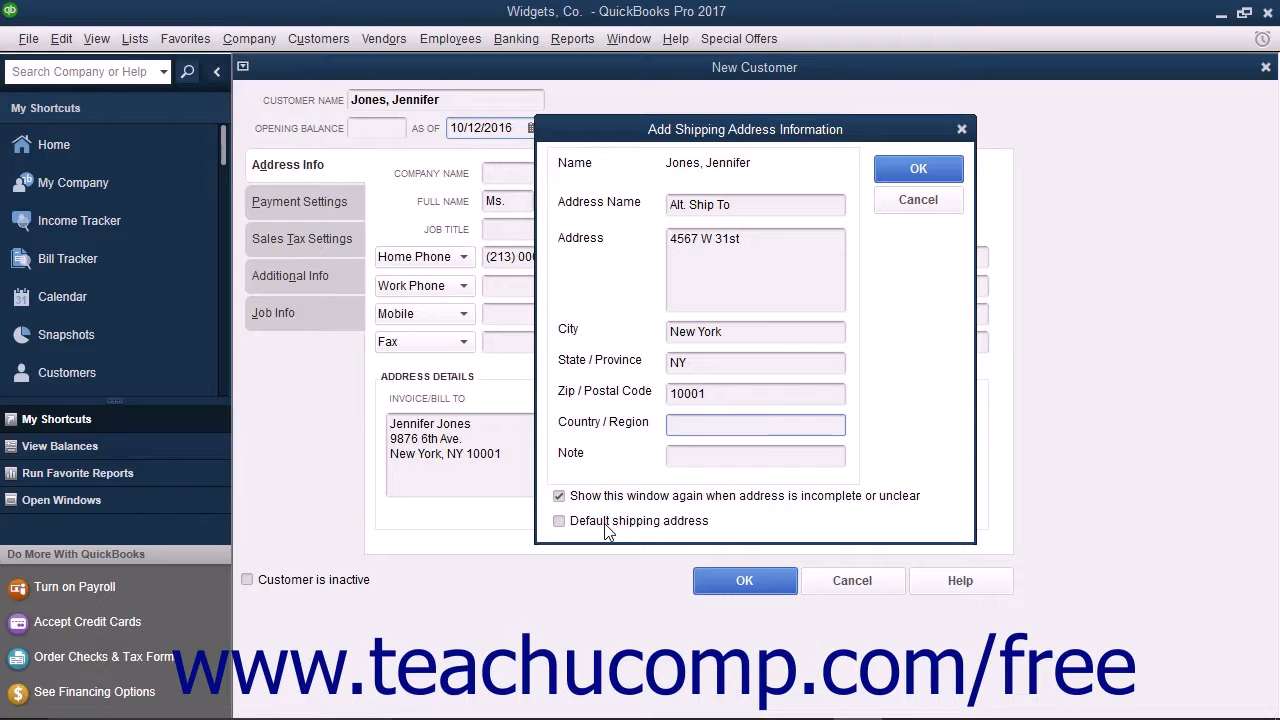 Widgets, Co. - QuickBooks Pro 2017
File Edit View Lists Favorites Company Customers Vendors Employees Banking Reports Window Help Special Offers
Search Company or Help
My Shortcuts
Home
My Company
Income Tracker
Bill Tracker
Calendar
31
Snapshots
Customers
My Shortcuts
View Balances
Run Favorite Reports
Open Windows
Do More With QuickBooks
Turn on Payroll
Accept Credit Cards
Order Checks & Tax Form
See Financing Options
New Customer
CUSTOMER NAME Jones, Jennifer
OPENING BALANCE AS OF 10/12/2016
Address Info
Payment Settings
Sales Tax Settings
Additional Info
Job Info
COMPANY NAME
FULL NAME Ms.
JOB TITLE
Home Phone (213) 000
Work Phone
Mobile
Fax
ADDRESS DETAILS
INVOICE/BILL TO
Jennifer Jones
9876 6th Ave.
New York, NY 10001
Customer is inactive
OK Cancel Help
Add Shipping Address Information
Name Jones, Jennifer
Address Name Alt. Ship To
Address 4567 W 31st
City New York
State / Province NY
Zip / Postal Code 10001
Country / Region
Note
OK
Cancel
Show this window again when address is incomplete or unclear
Default shipping address
www.teachucomp.com/free